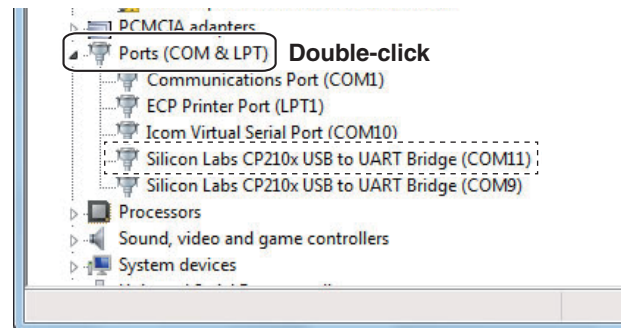 PCMCIA adapters
Ports (COM & LPT) Double-click
Communications Port (COM1)
ECP Printer Port (LPT1)
Icom Virtual Serial Port (COM10)
Silicon Labs CP210x USB to UART Bridge (COM11)
Silicon Labs CP210x USB to UART Bridge (COM9)
Processors
Sound, video and game controllers
System devices